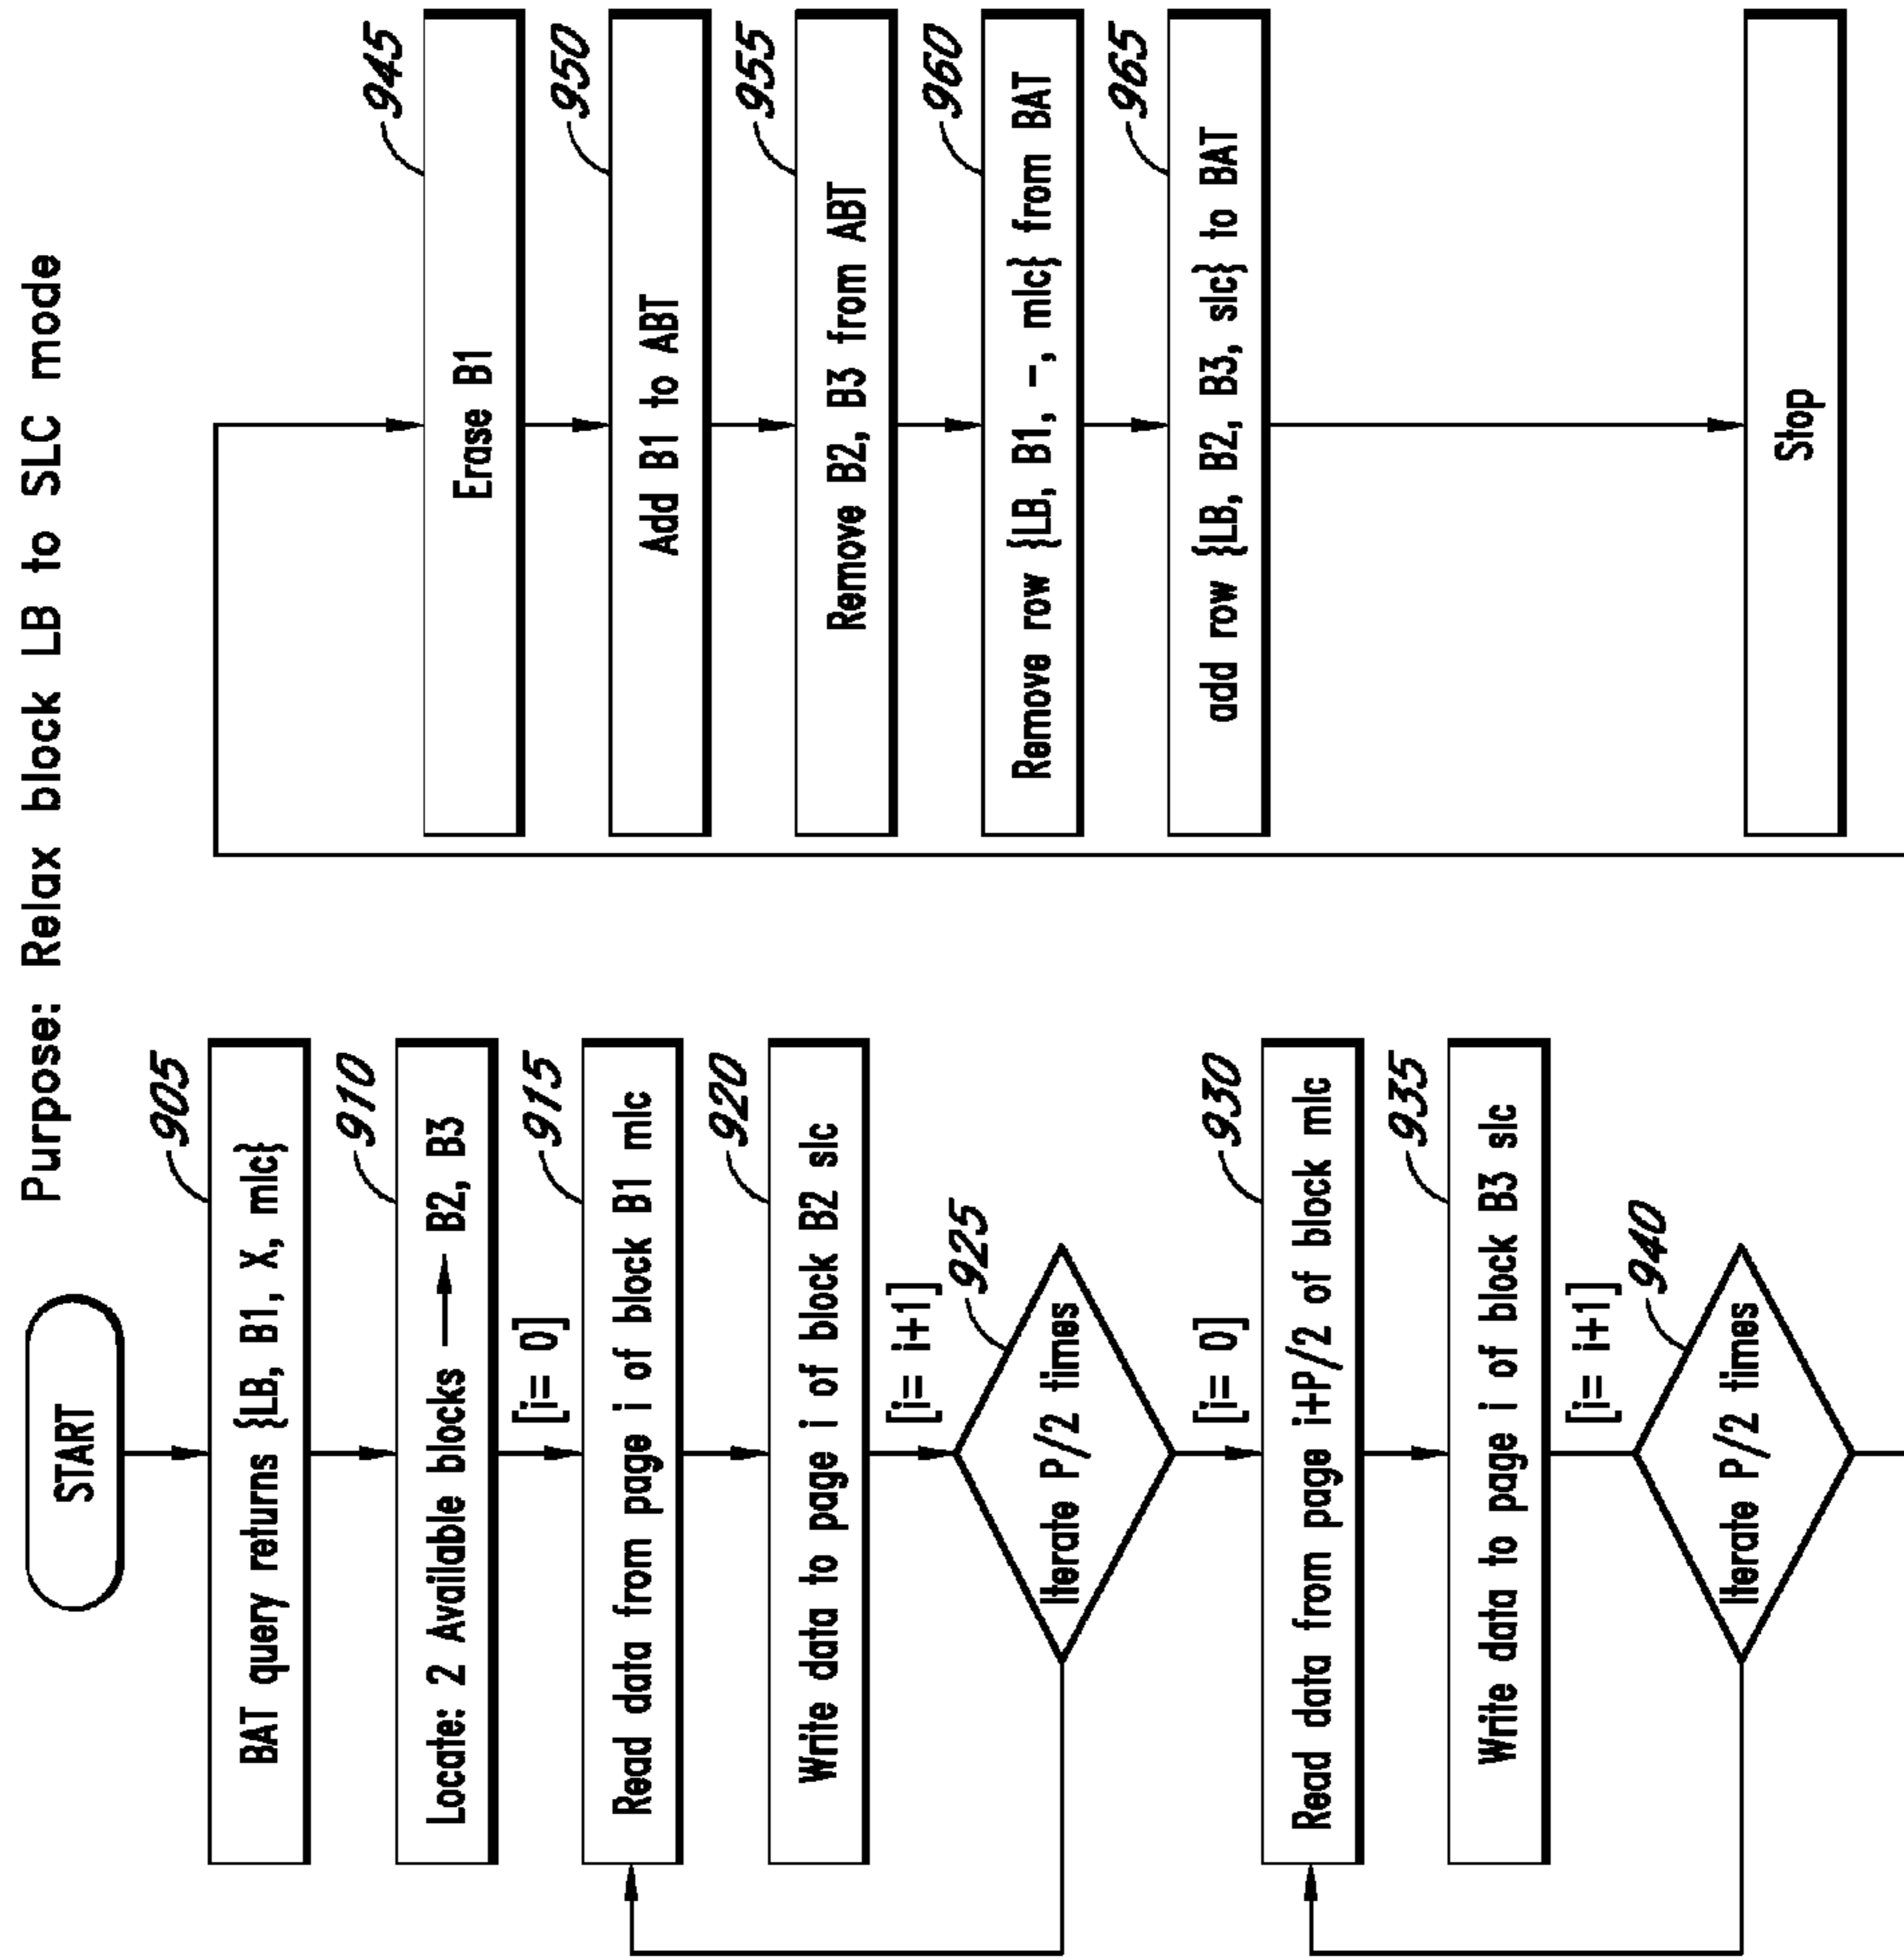 Purpose: Relax block LB to SLC mode
START
905
BAT query returns {LB, B1, X, mlc}
910
Locate: 2 Available blocks → B2, B3
[i= 0]
915
Read data from page i of block B1 mlc
920
Write data to page i of block B2 slc
[i= i+1]
925
Iterate P/2 times
[i= 0]
930
Read data from page i+P/2 of block mlc
935
Write data to page i of block B3 slc
[i= i+1]
940
Iterate P/2 times
945
Erase B1
950
Add B1 to ABT
955
Remove B2, B3 from ABT
960
Remove row {LB, B1, -, mlc} from BAT
965
add row {LB, B2, B3, slc} to BAT
Stop